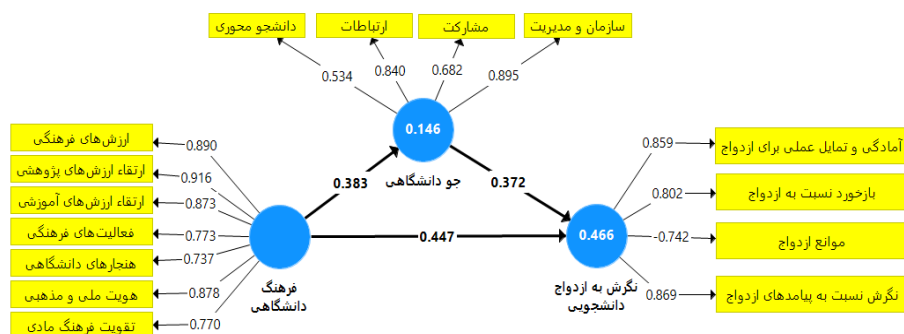 دانشجو محوری
ارتباطات
مشارکت
سازمان و مدیریت
0.534
0.840
0.682
0.895
0.146
جو دانشگاهی
ارزش‌های فرهنگی
ارتقاء ارزش‌های پژوهشی
ارتقاء ارزش‌های آموزشی
فعالیت‌های فرهنگی
هنجارهای دانشگاهی
هویت ملی و مذهبی
تقویت فرهنگ مادی
0.890
0.916
0.873
0.773
0.737
0.878
0.770
فرهنگ
دانشگاهی
0.383
0.372
0.447
0.466
نگرش به ازدواج
دانشجویی
0.859
0.802
-0.742
0.869
آمادگی و تمایل عملی برای ازدواج
بازخورد نسبت به ازدواج
موانع ازدواج
نگرش نسبت به پیامدهای ازدواج